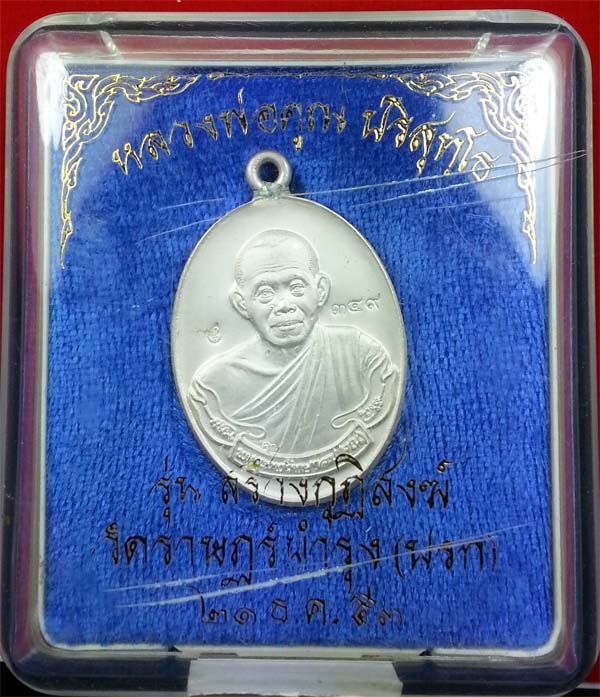 หลวงพ่อคูณ ปริสุทฺโธ
๓๔๙
รุ่น สร้างกุฏิสงฆ์
วัดราษฎร์บำรุง
๒๑ ธ.ค. ๕๓